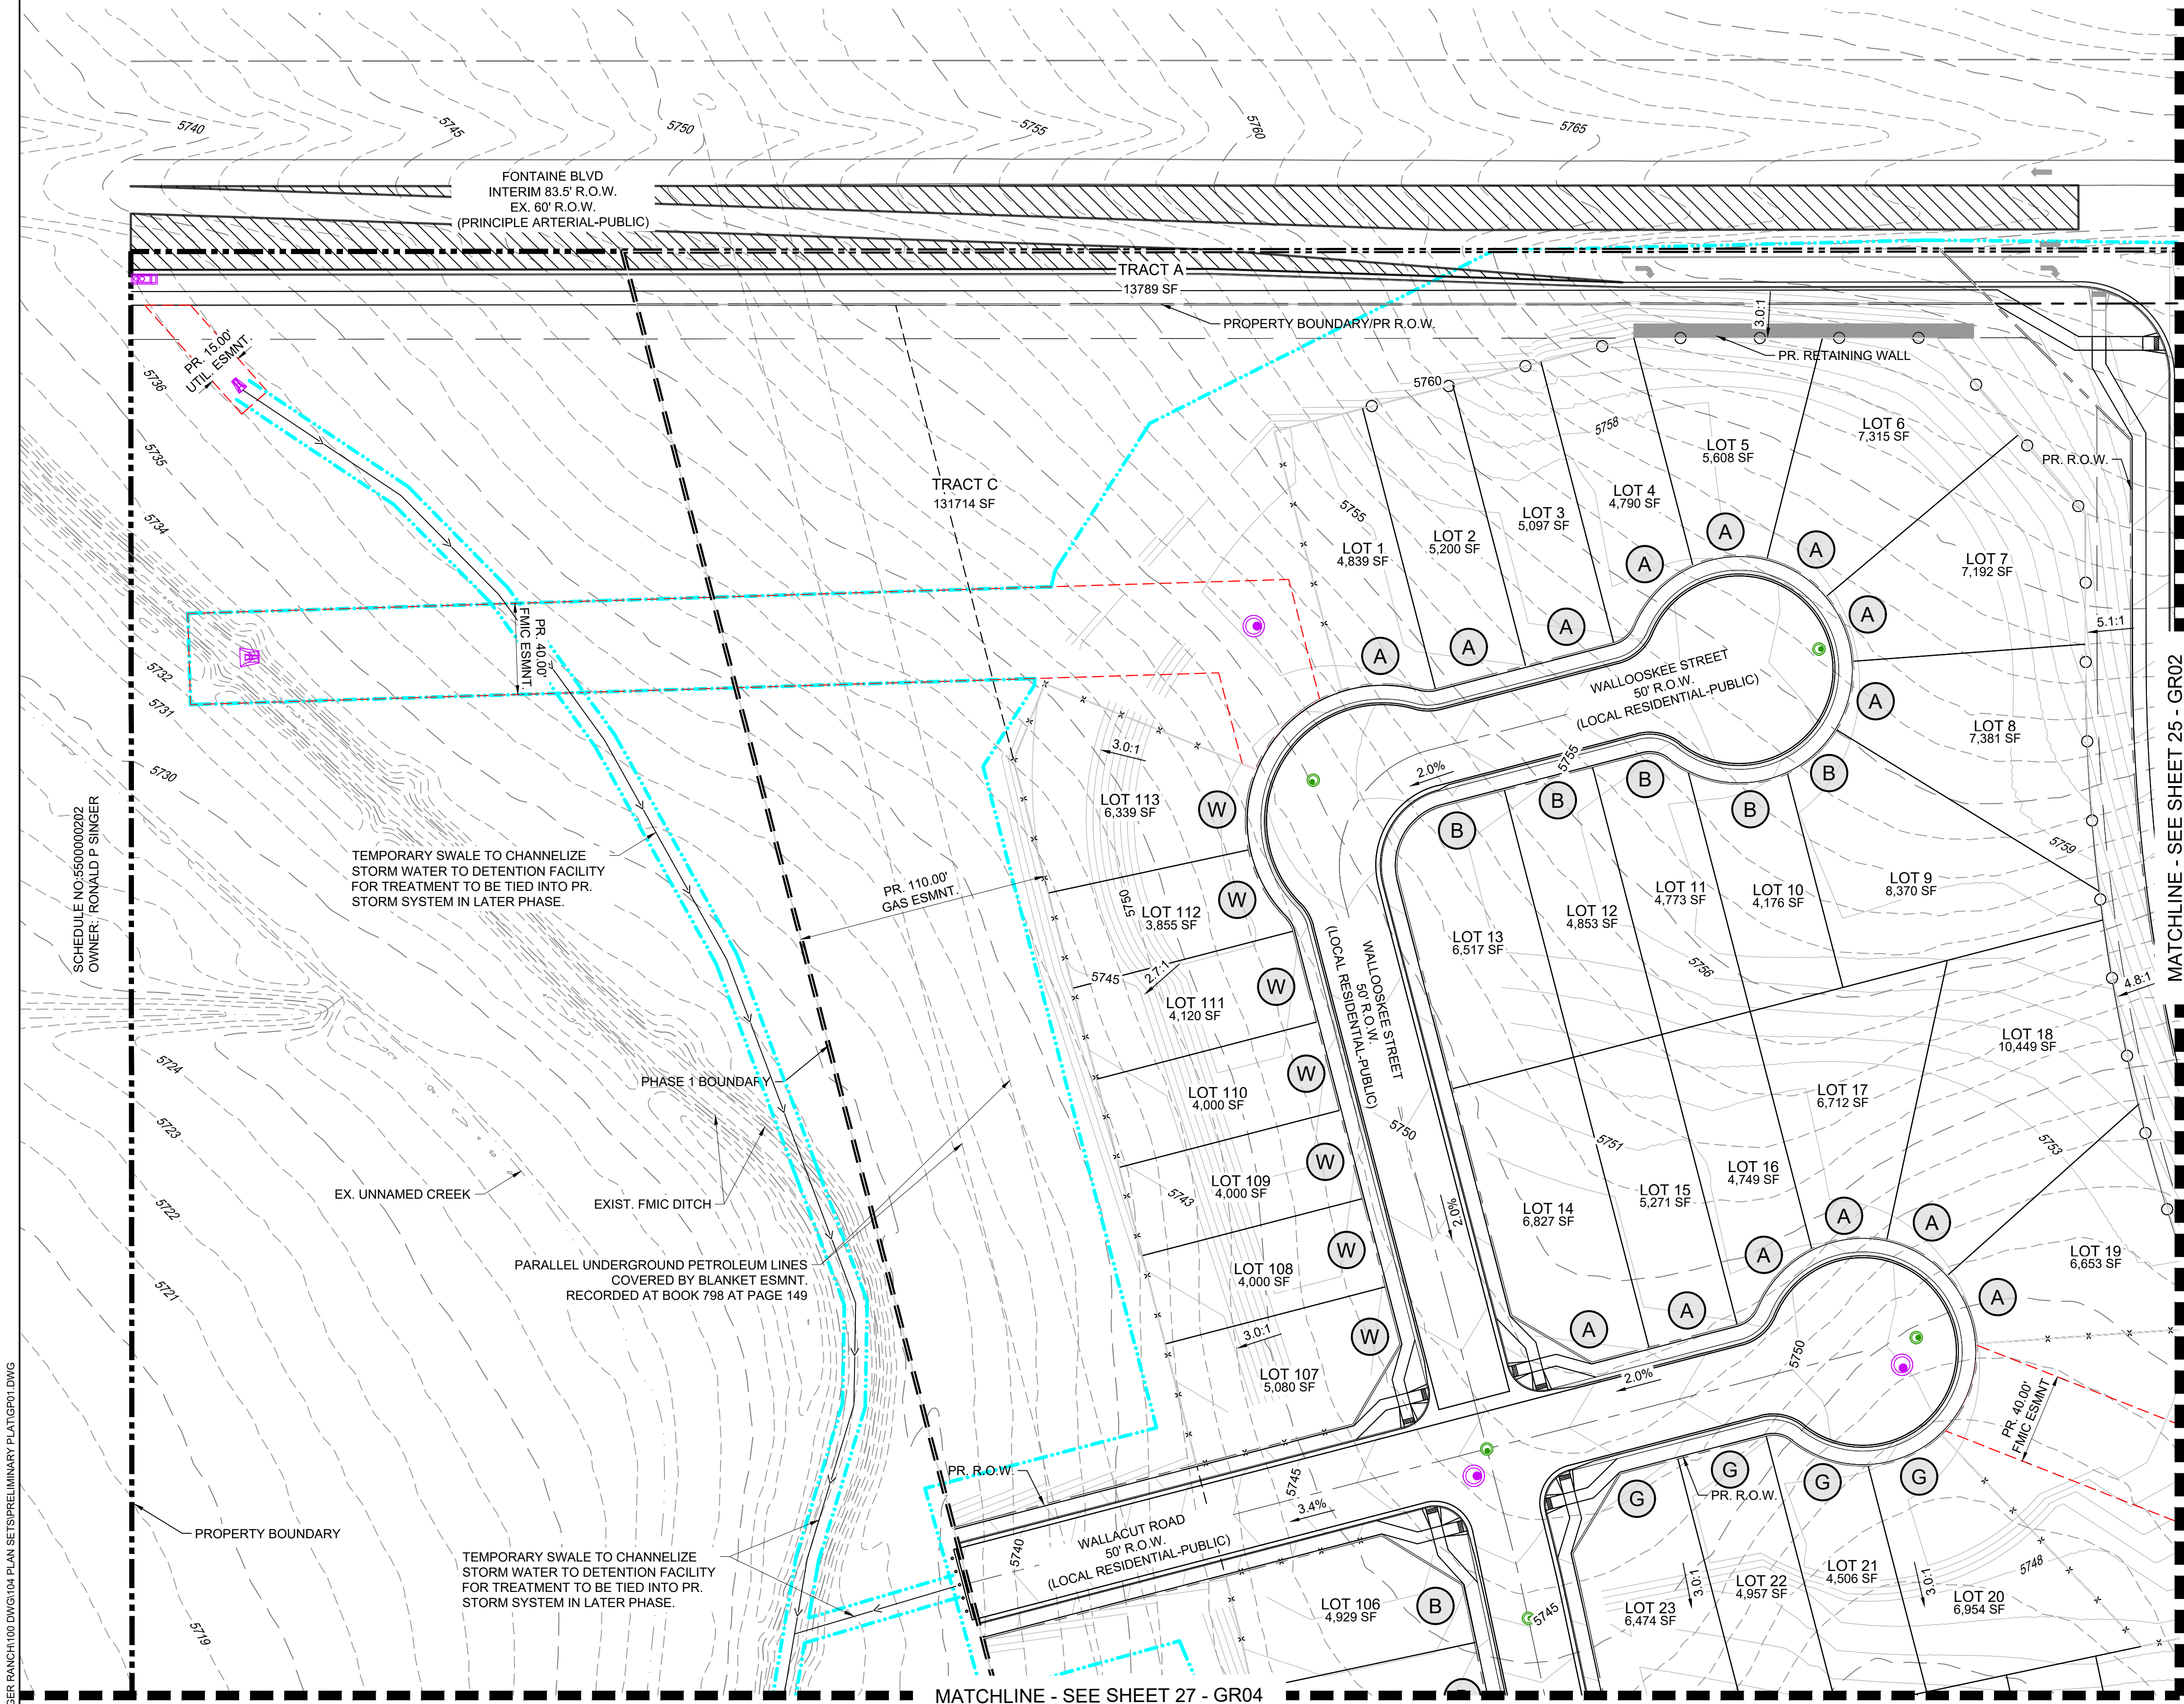 5740
5745
5750
5755
5760
5765
FONTAINE BLVD
INTERIM 83.5' R.O.W.
EX. 60' R.O.W.
(PRINCIPLE ARTERIAL-PUBLIC)
TRACT A
13789 SF
PROPERTY BOUNDARY/PR R.O.W.
3.0:1
PR. RETAINING WALL
PR. 15.00'
UTIL. ESMNT.
5736
5735
5734
5732
5731
5730
5760
5758
5755
TRACT C
131714 SF
LOT 1
4,839 SF
LOT 2
5,200 SF
LOT 3
5,097 SF
LOT 4
4,790 SF
LOT 5
5,608 SF
LOT 6
7,315 SF
PR. R.O.W.
LOT 7
7,192 SF
5.1:1
LOT 8
7,381 SF
A
A
A
A
A
A
A
A
PR. 40.00'
FMIC ESMNT.
WALLOOSKEE STREET
50' R.O.W.
(LOCAL RESIDENTIAL-PUBLIC)
2.0%
5755
B
B
B
B
B
3.0:1
LOT 113
6,339 SF
W
SCHEDULE NO:5500000202
OWNER: RONALD P SINGER
TEMPORARY SWALE TO CHANNELIZE
STORM WATER TO DETENTION FACILITY
FOR TREATMENT TO BE TIED INTO PR.
STORM SYSTEM IN LATER PHASE.
PR. 110.00'
GAS ESMNT.
5750
LOT 112
3,855 SF
W
5745
2.7:1
LOT 111
4,120 SF
W
WALLOOSKEE STREET
50' R.O.W.
(LOCAL RESIDENTIAL-PUBLIC)
LOT 13
6,517 SF
LOT 12
4,853 SF
LOT 11
4,773 SF
LOT 10
4,176 SF
LOT 9
8,370 SF
5759
5756
4.8:1
MATCHLINE - SEE SHEET 25 - GR02
LOT 18
10,449 SF
LOT 17
6,712 SF
5753
5751
5750
LOT 16
4,749 SF
LOT 15
5,271 SF
LOT 14
6,827 SF
2.0%
LOT 110
4,000 SF
W
LOT 109
4,000 SF
W
5743
LOT 108
4,000 SF
W
3.0:1
LOT 107
5,080 SF
W
PHASE 1 BOUNDARY
5724
5723
5722
5721
5719
EX. UNNAMED CREEK
EXIST. FMIC DITCH
PARALLEL UNDERGROUND PETROLEUM LINES
COVERED BY BLANKET ESMNT.
RECORDED AT BOOK 798 AT PAGE 149
A
A
A
A
A
LOT 19
6,653 SF
5750
2.0%
PR. 40.00'
FMIC ESMNT
G
G
G
G
PR. R.O.W.
PR. R.O.W.
5745
3.4%
5740
WALLACUT ROAD
50' R.O.W.
(LOCAL RESIDENTIAL-PUBLIC)
PROPERTY BOUNDARY
TEMPORARY SWALE TO CHANNELIZE
STORM WATER TO DETENTION FACILITY
FOR TREATMENT TO BE TIED INTO PR.
STORM SYSTEM IN LATER PHASE.
LOT 106
4,929 SF
B
5745
LOT 23
6,474 SF
3.0:1
LOT 22
4,957 SF
LOT 21
4,506 SF
3.0:1
LOT 20
6,954 SF
5748
MATCHLINE - SEE SHEET 27 - GR04
GER RANCH\100 DWG\104 PLAN SETS\PRELIMINARY PLAT\GP01.DWG